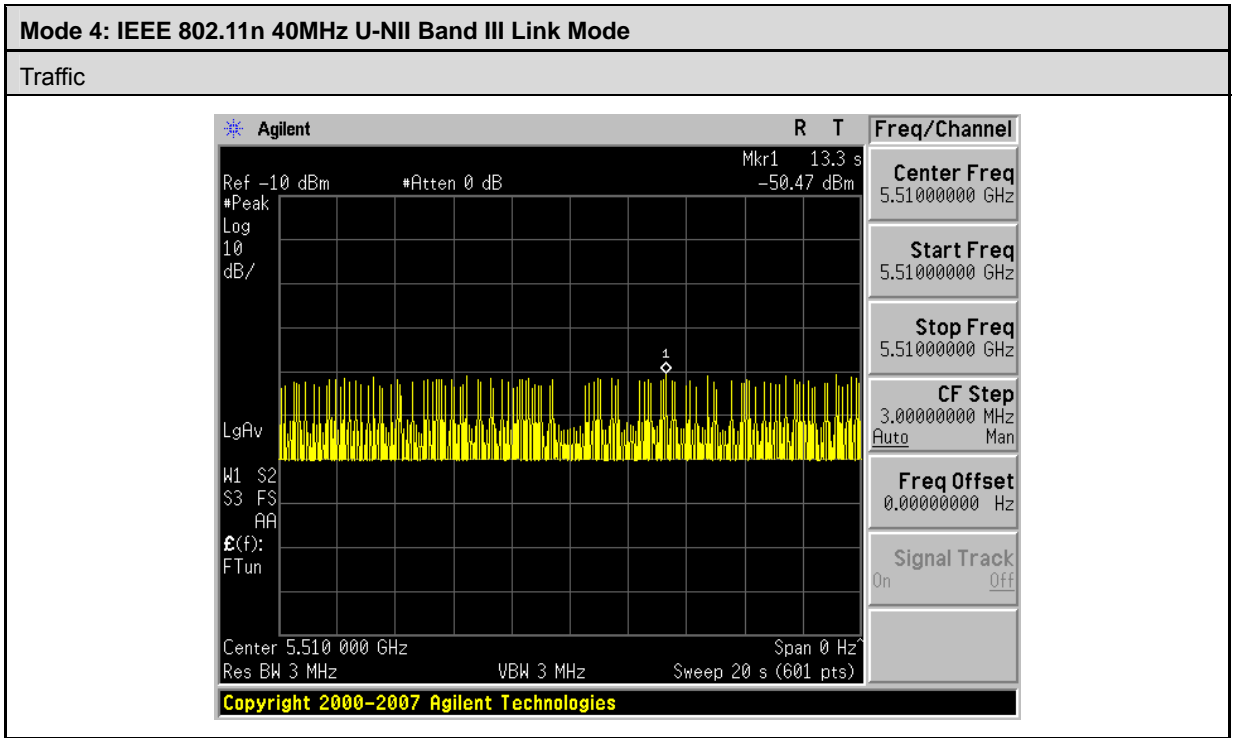 Mode 4: IEEE 802.11n 40MHz U-NII Band III Link Mode
Traffic
Agilent R T Freq/Channel
Mkr1 13.3 s
Ref -10 dBm #Atten 0 dB -50.47 dBm
#Peak
Log
10
dB/
1
LgAv
W1 S2
S3 FS
AA
£(f):
FTun
Center 5.510 000 GHz Span 0 Hz^
Res BW 3 MHz VBW 3 MHz Sweep 20 s (601 pts)
Copyright 2000-2007 Agilent Technologies
Center Freq
5.51000000 GHz
Start Freq
5.51000000 GHz
Stop Freq
5.51000000 GHz
CF Step
3.00000000 MHz
Auto Man
Freq Offset
0.00000000 Hz
Signal Track
On Off